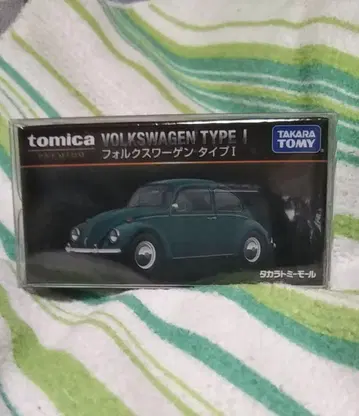 tomica
PREMIUM
VOLKSWAGEN TYPE I
フォルクスワーゲン タイプI
TAKARA
TOMY
タカラトミーモール